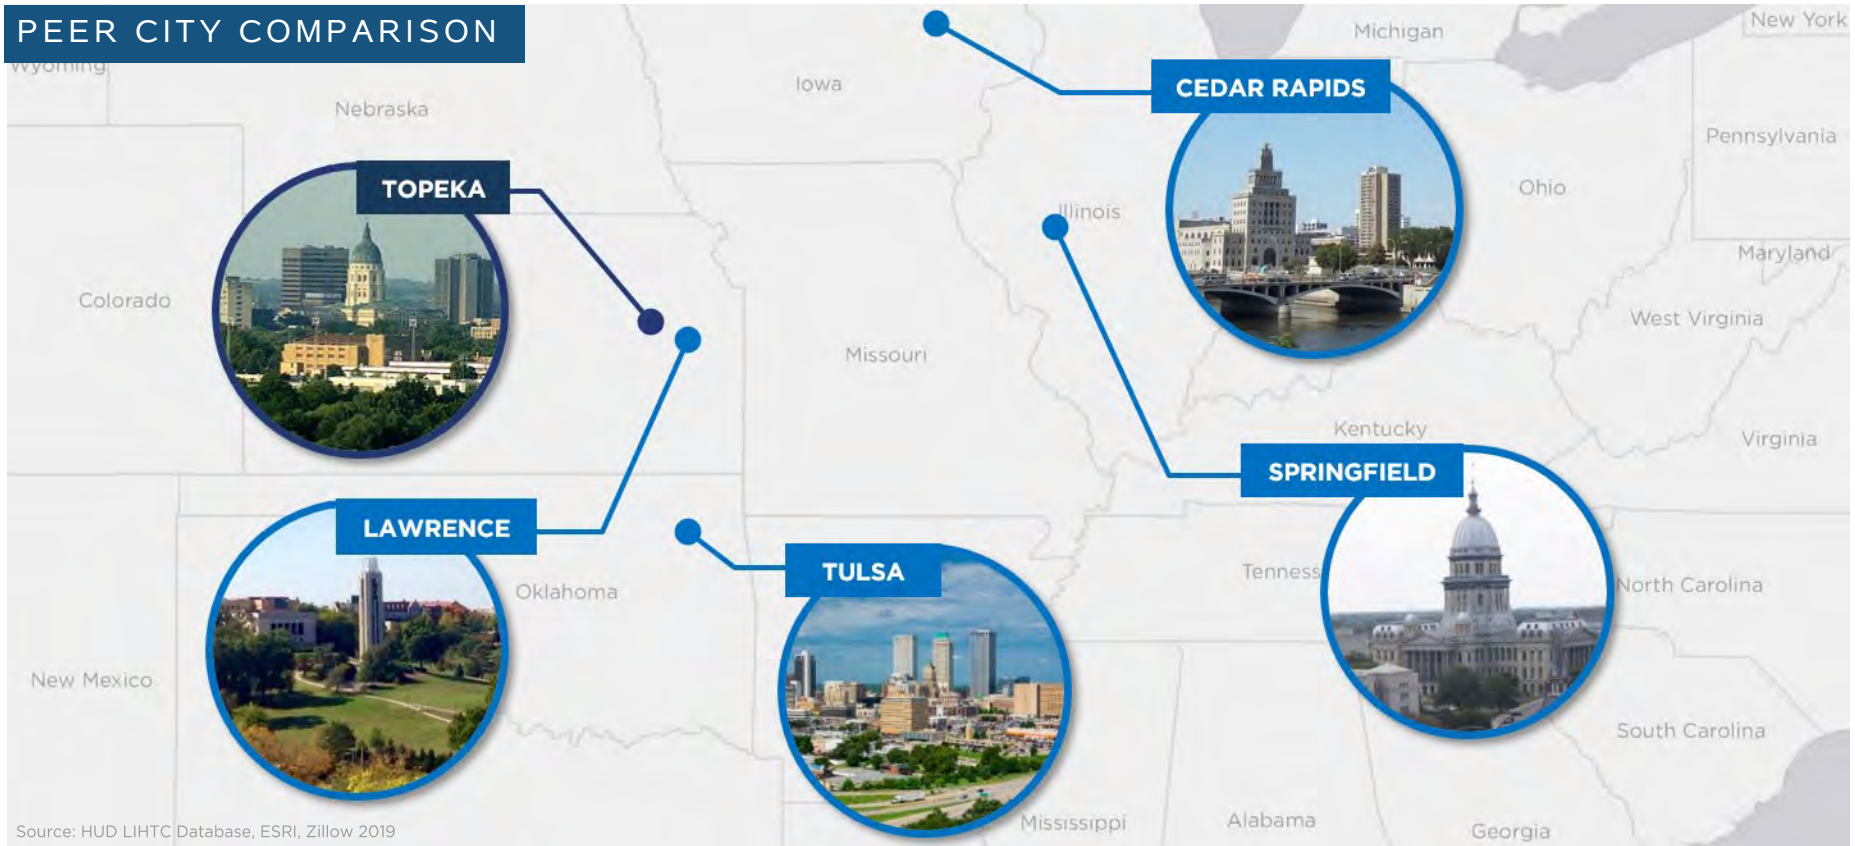 PEER CITY COMPARISON
New York
Michigan
Wyoming
Iowa
CEDAR RAPIDS
Nebraska
Pennsylvania
TOPEKA
Ohio
Illinois
Maryland
Colorado
West Virginia
Missouri
Kentucky
Virginia
SPRINGFIELD
LAWRENCE
TULSA
Tenness
North Carolina
Oklahoma
New Mexico
South Carolina
Mississippi
Alabama
Georgia
Source: HUD LIHTC Database, ESRI, Zillow 2019